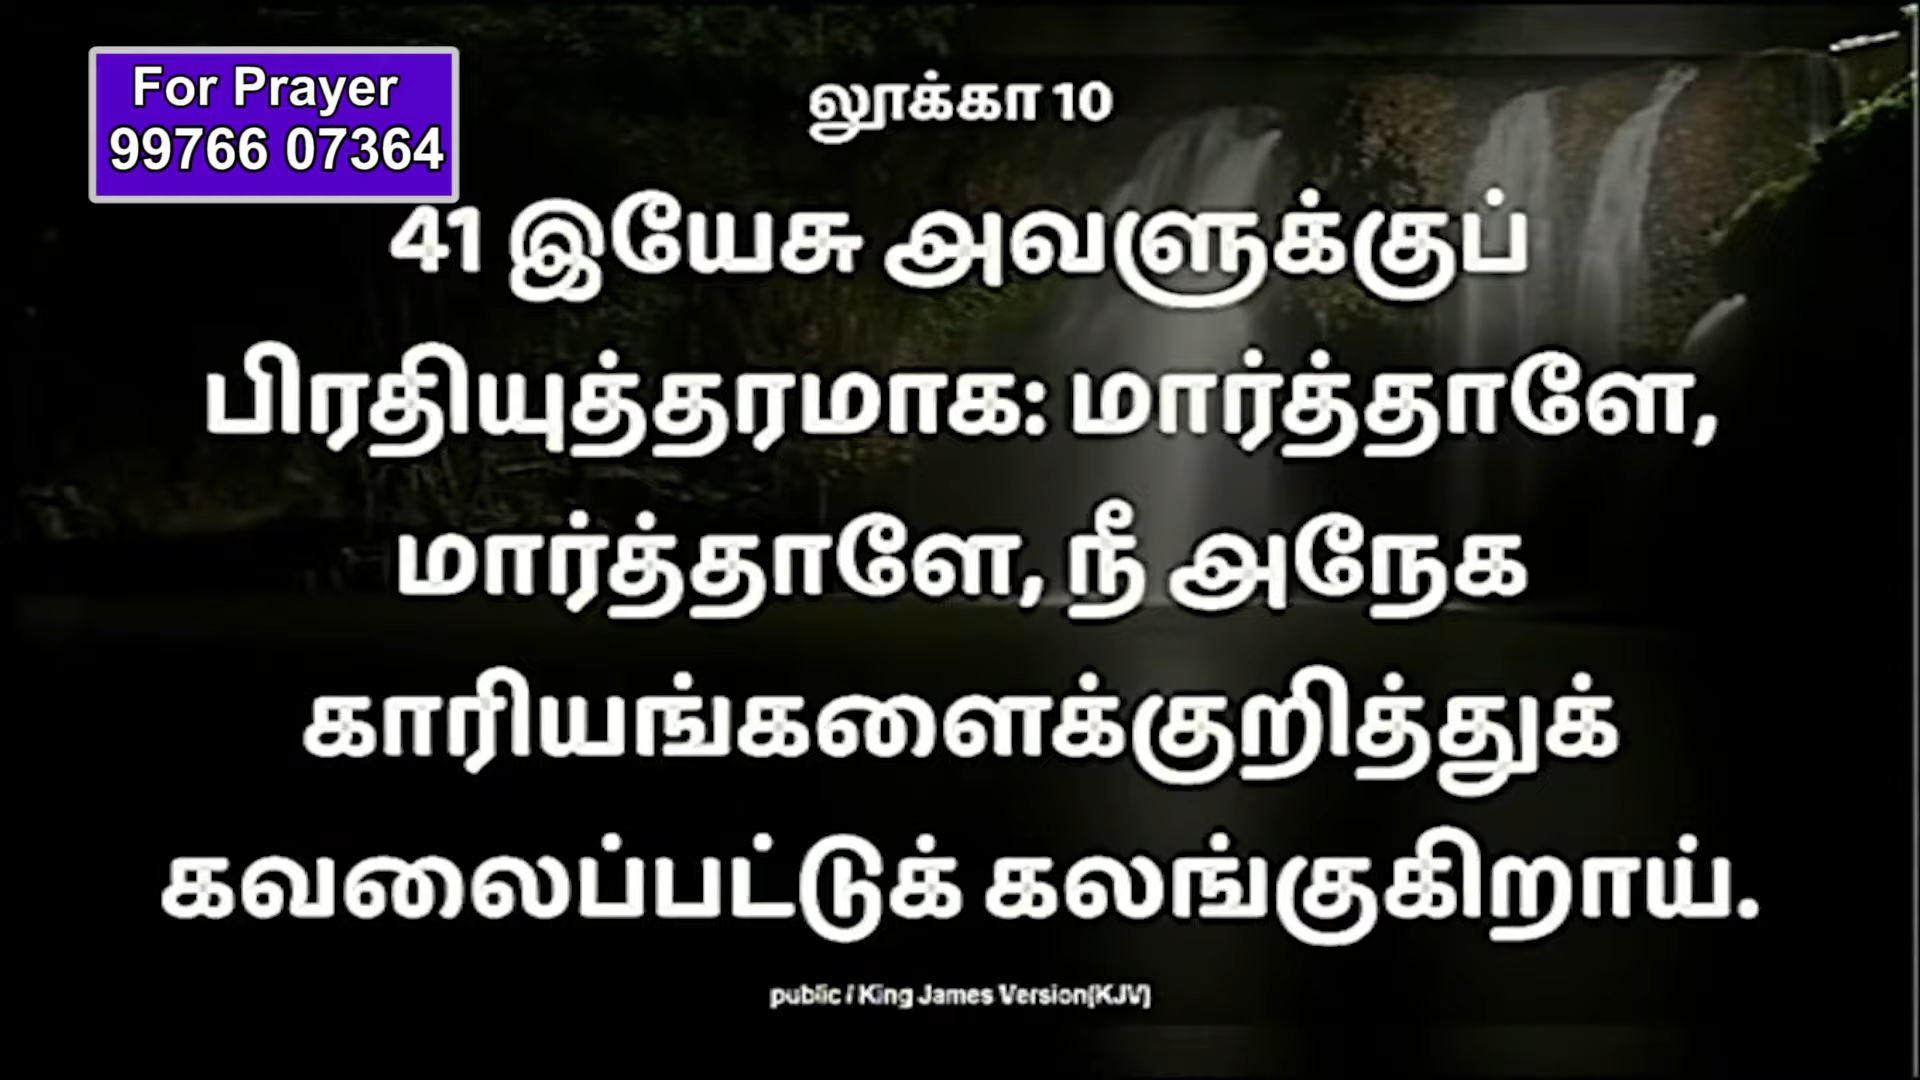 For Prayer
99766 07364
லூக்கா 10
41 இயேசு அவளுக்குப்
பிரதியுத்தரமாக: மார்த்தாளே,
மார்த்தாளே, நீ அநேக
காரியங்களைக்குறித்துக்
கவலைப்பட்டுக் கலங்குகிறாய்.
public / King James Version(KJV)